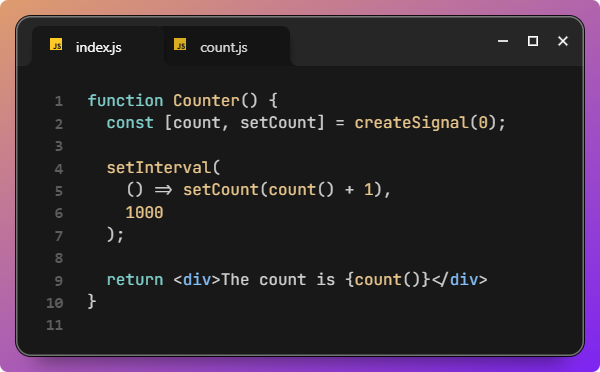 JS index.js JS count.js
1 function Counter() {
2   const [count, setCount] = createSignal(0);
3
4   setInterval(
5     () => setCount(count() + 1),
6     1000
7   );
8
9   return <div>The count is {count()}</div>
10 }
11